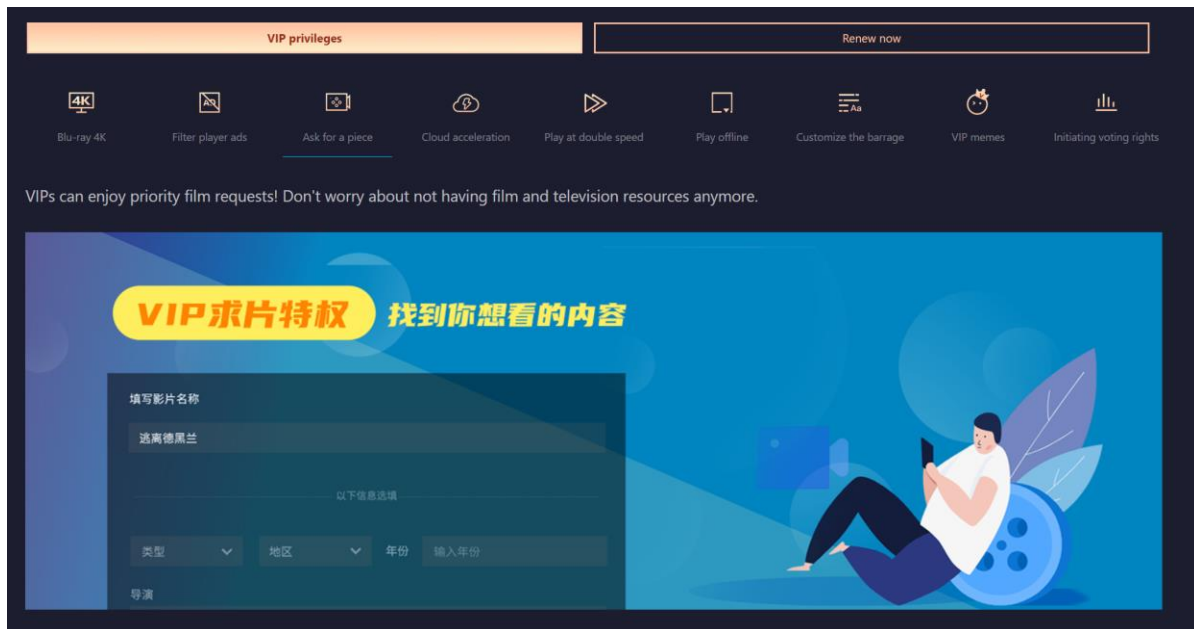 VIP privileges
Renew now
4K
AD
Aa
Blu-ray 4K
Filter player ads
Ask for a piece
Cloud acceleration
Play at double speed
Play offline
Customize the barrage
VIP memes
Initiating voting rights
VIPs can enjoy priority film requests! Don't worry about not having film and television resources anymore.
VIP求片特权 找到你想看的内容
填写影片名称
逃离德黑兰
以下信息选填
类型 地区 年份 输入年份
导演